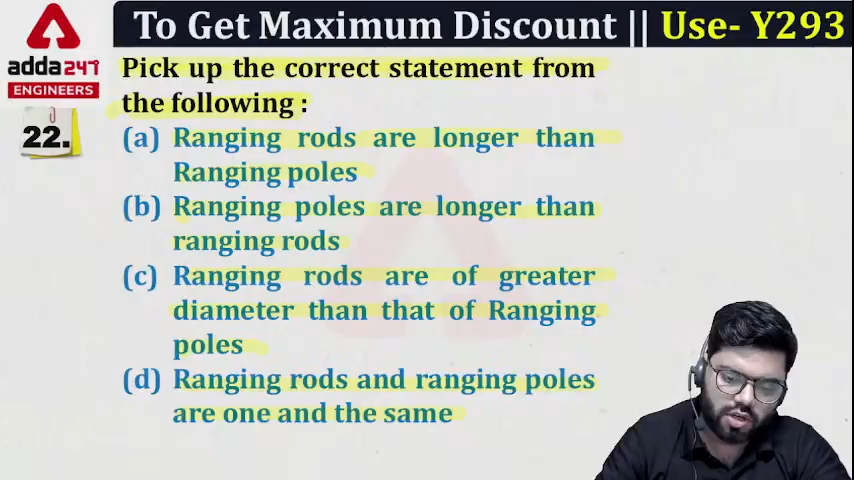 To Get Maximum Discount || Use- Y293
adda247
ENGINEERS
22.
Pick up the correct statement from
the following :
(a) Ranging rods are longer than
Ranging poles
(b) Ranging poles are longer than
ranging rods
(c) Ranging rods are of greater
diameter than that of Ranging
poles
(d) Ranging rods and ranging poles
are one and the same